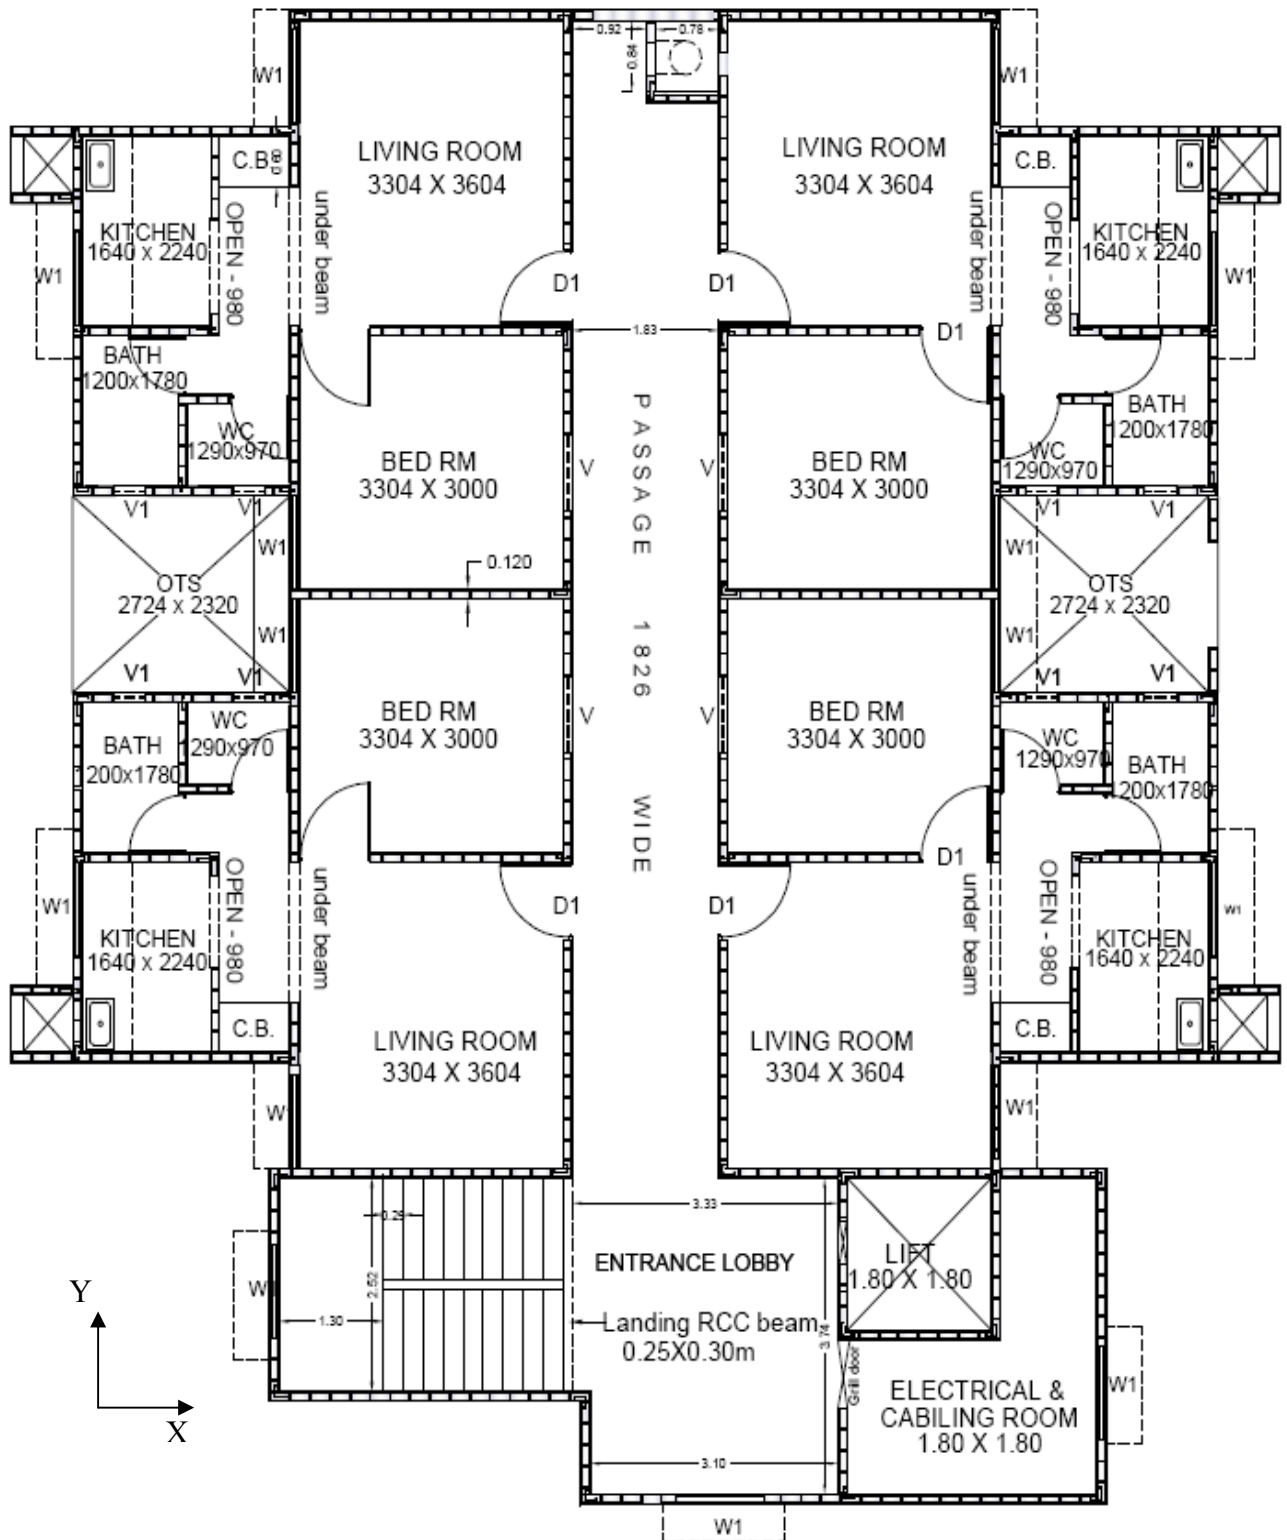 0.92
0.78
0.84
W1
W1
LIVING ROOM
3304 X 3604
LIVING ROOM
3304 X 3604
C.B.
0.60
C.B.
KITCHEN
1640 x 2240
OPEN - 980
under beam
under beam
OPEN - 980
KITCHEN
1640 x 2240
W1
W1
D1
D1
1.83
D1
BATH
1200x1780
BATH
1200x1780
WC
1290x970
WC
1290x970
BED RM
3304 X 3000
V
V
BED RM
3304 X 3000
PASSAGE 1826 WIDE
V1
V1
V1
V1
W1
W1
0.120
OTS
2724 x 2320
OTS
2724 x 2320
W1
W1
V1
V1
V1
V1
WC
290x970
BATH
200x1780
BED RM
3304 X 3000
V
V
BED RM
3304 X 3000
WC
1290x970
BATH
1200x1780
D1
D1
D1
W1
W1
KITCHEN
1640 x 2240
OPEN - 980
under beam
under beam
OPEN - 980
KITCHEN
1640 x 2240
C.B.
C.B.
LIVING ROOM
3304 X 3604
LIVING ROOM
3304 X 3604
W
W1
3.33
0.25
2.52
1.30
ENTRANCE LOBBY
LIFT
1.80 X 1.80
W
Landing RCC beam
0.25X0.30m
3.74
Grill door
ELECTRICAL &
CABILING ROOM
1.80 X 1.80
W1
3.10
W1
Y
X